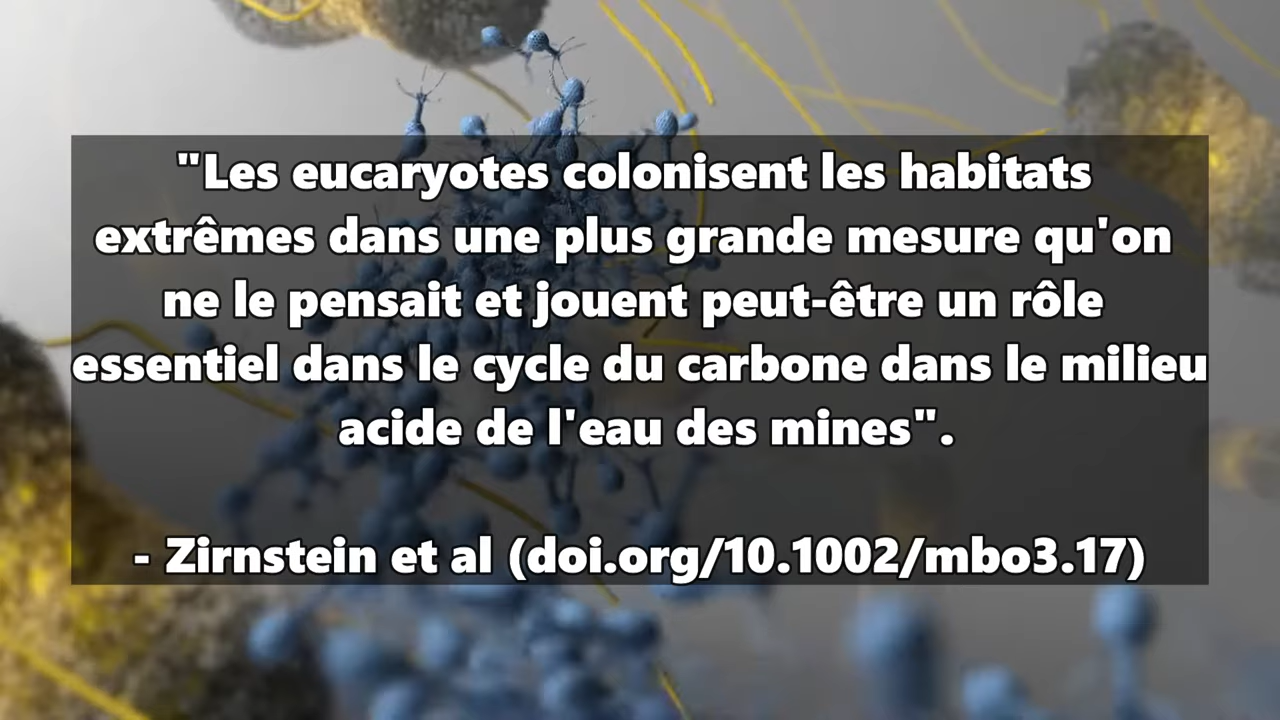 "Les eucaryotes colonisent les habitats
extrêmes dans une plus grande mesure qu'on
ne le pensait et jouent peut-être un rôle
essentiel dans le cycle du carbone dans le milieu
acide de l'eau des mines".
- Zirnstein et al (doi.org/10.1002/mbo3.17)